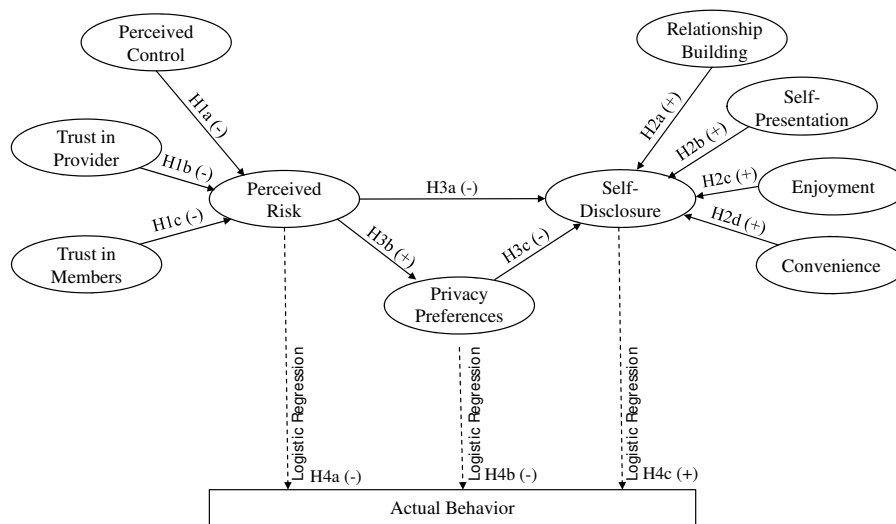 Perceived
Control
Relationship
Building
H1a (-)
H2a (+)
Self-
Presentation
Trust in
Provider
H1b (-)
H2b (+)
Perceived
Risk
H3a (-)
Self-
Disclosure
H2c (+)
Enjoyment
H1c (-)
H2d (+)
Trust in
Members
H3b (+)
H3c (-)
Convenience
Privacy
Preferences
Logistic Regression
Logistic Regression
Logistic Regression
H4a (-)
H4b (-)
H4c (+)
Actual Behavior